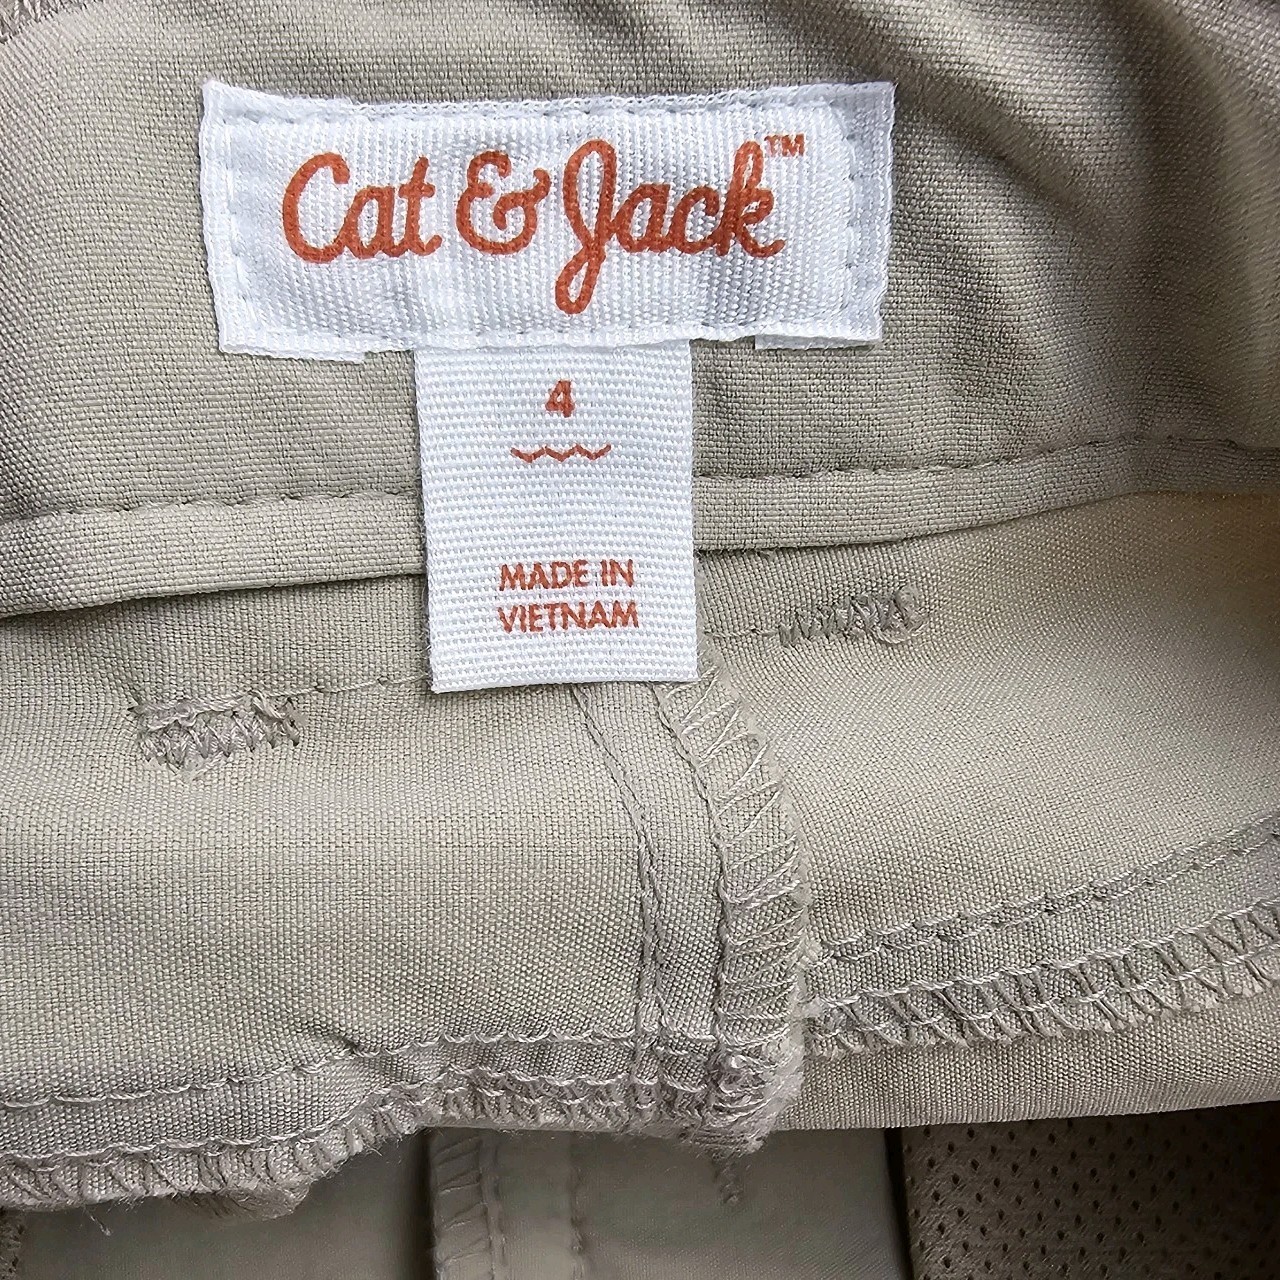 Cat & Jack™
4
MADE IN
VIETNAM